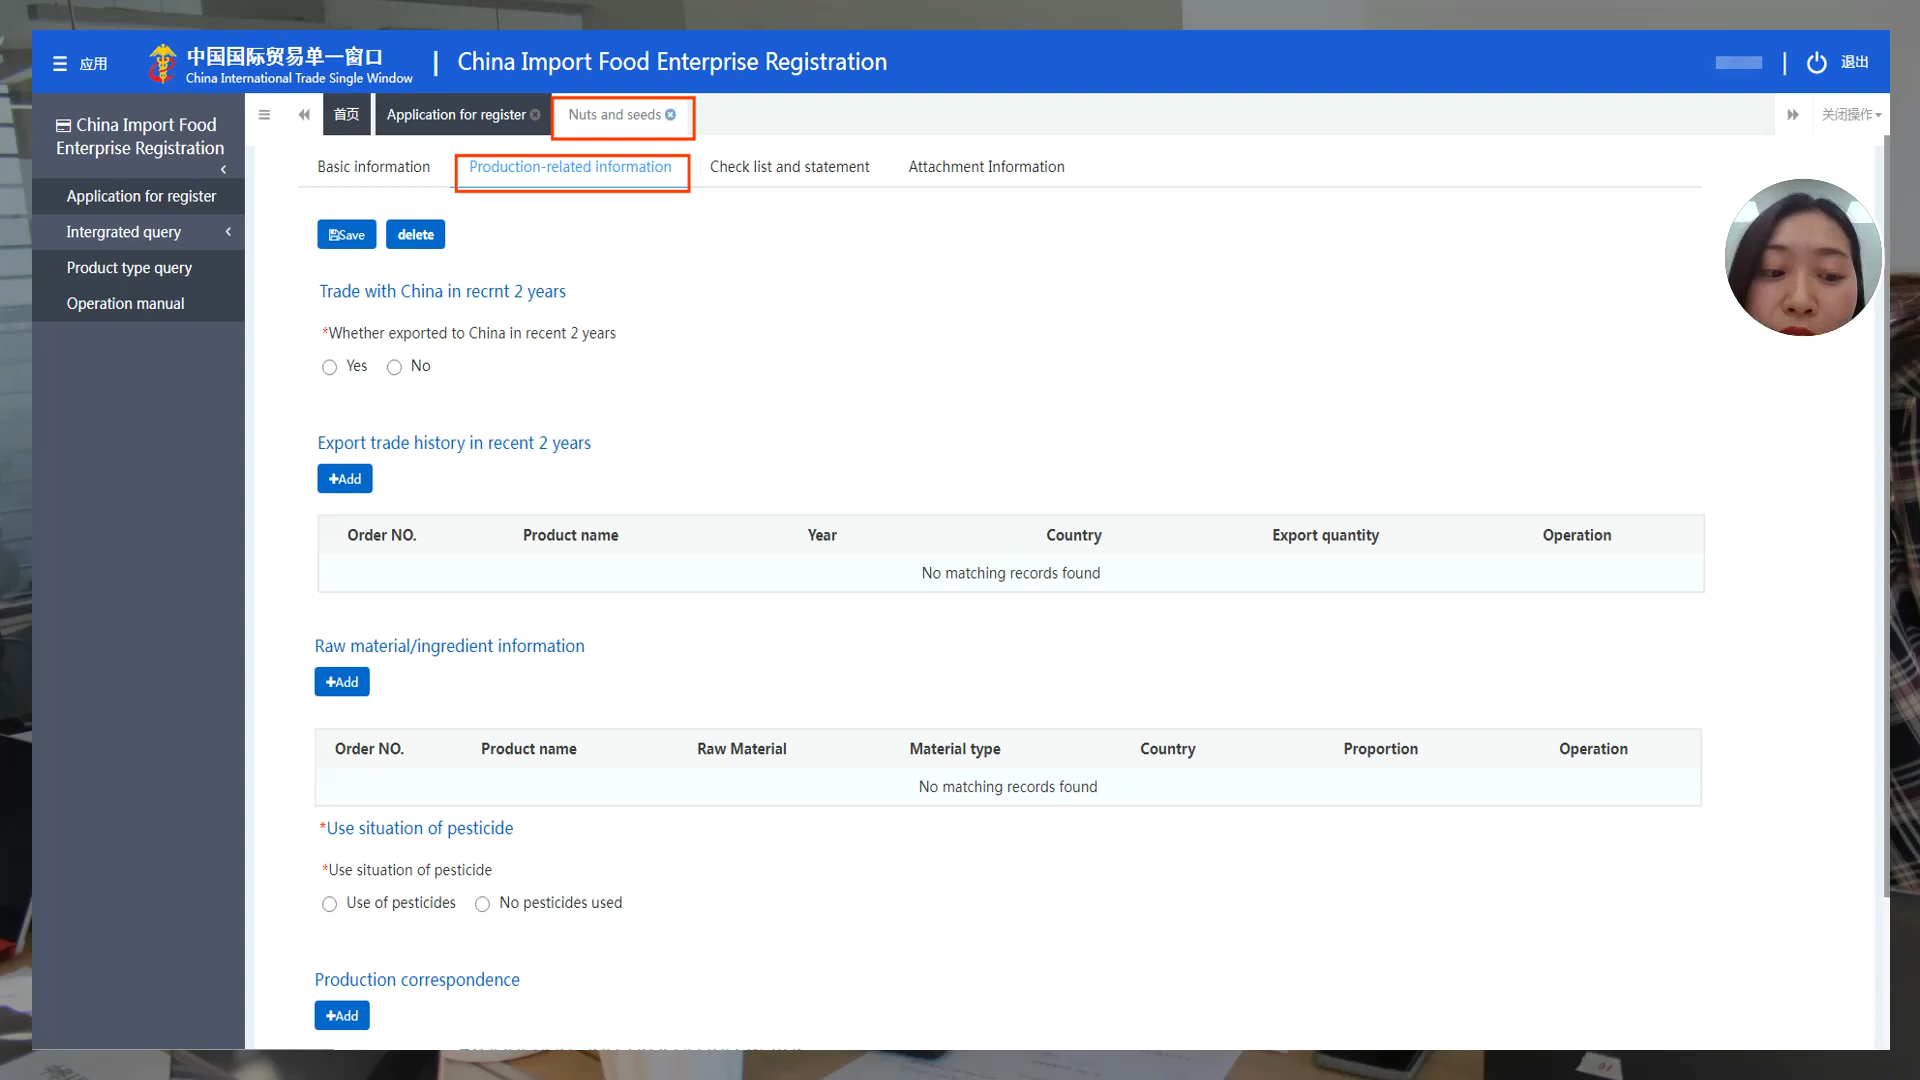 应用
中国国际贸易单一窗口
China International Trade Single Window
China Import Food Enterprise Registration
退出
China Import Food
Enterprise Registration
Application for register
Intergrated query
Product type query
Operation manual
首页
Application for register
Nuts and seeds
关闭操作
Basic information
Production-related information
Check list and statement
Attachment Information
Save
delete
Trade with China in recrnt 2 years
*Whether exported to China in recent 2 years
Yes No
Export trade history in recent 2 years
+Add
Order NO. Product name Year Country Export quantity Operation
No matching records found
Raw material/ingredient information
+Add
Order NO. Product name Raw Material Material type Country Proportion Operation
No matching records found
*Use situation of pesticide
*Use situation of pesticide
Use of pesticides No pesticides used
Production correspondence
+Add